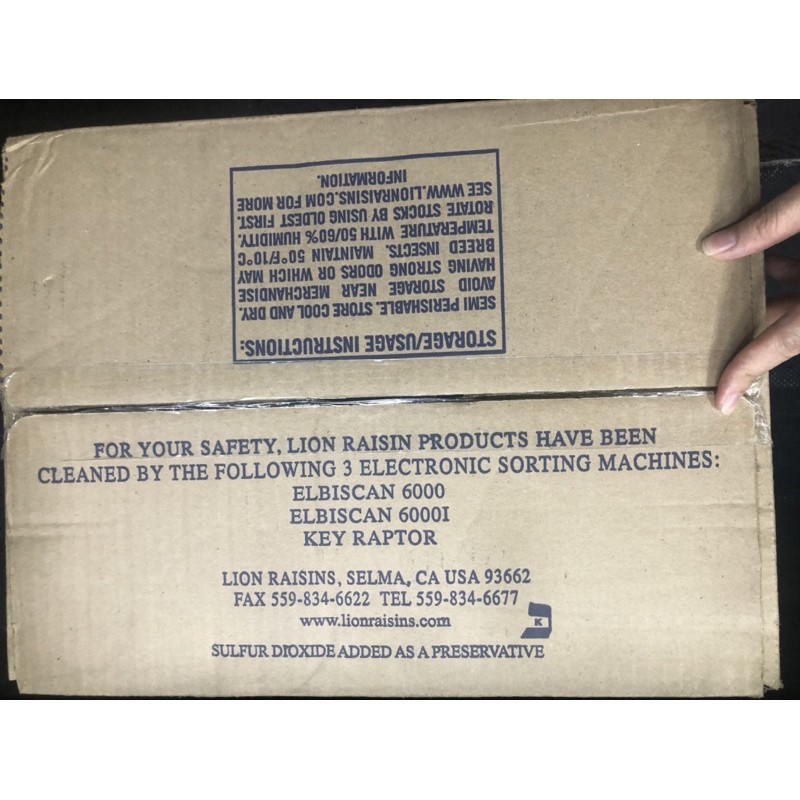 STORAGE/USAGE INSTRUCTIONS:
SEMI PERISHABLE. STORE COOL AND DRY.
AVOID STORAGE NEAR MERCHANDISE
HAVING STRONG ODORS OR WHICH MAY
BREED INSECTS. MAINTAIN 50°F/10°C
TEMPERATURE WITH 50/60% HUMIDITY.
ROTATE STOCKS BY USING OLDEST FIRST.
SEE WWW.LIONRAISINS.COM FOR MORE
INFORMATION.
FOR YOUR SAFETY, LION RAISIN PRODUCTS HAVE BEEN
CLEANED BY THE FOLLOWING 3 ELECTRONIC SORTING MACHINES:
ELBISCAN 6000
ELBISCAN 6000I
KEY RAPTOR
LION RAISINS, SELMA, CA USA 93662
FAX 559-834-6622 TEL 559-834-6677
www.lionraisins.com
K
SULFUR DIOXIDE ADDED AS A PRESERVATIVE